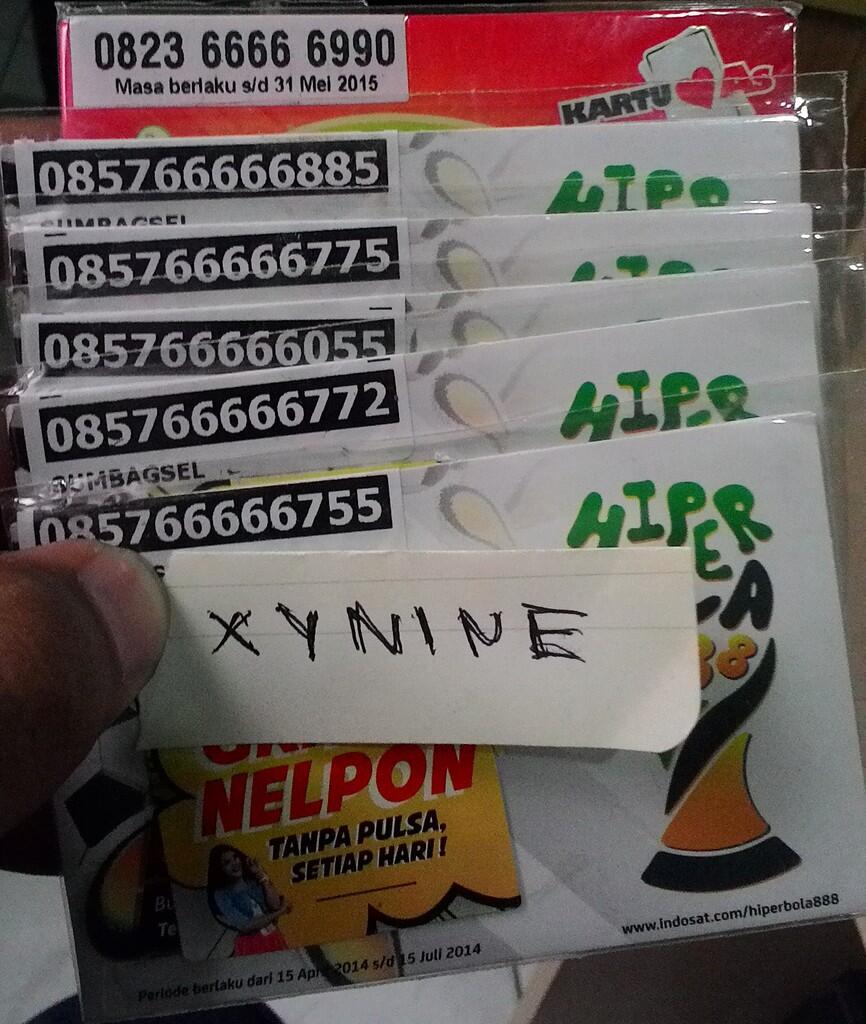 0823 6666 6990
Masa berlaku s/d 31 Mei 2015
KARTU AS
085766666885
SUMBAGSEL
HIPER
085766666775
085766666055
085766666772
SUMBAGSEL
HIPER
085766666755
HIPER
XYNINE
NELPON
TANPA PULSA,
SETIAP HARI!
www.indosat.com/hiperbola888
Periode berlaku dari 15 April 2014 s/d 15 Juli 2014